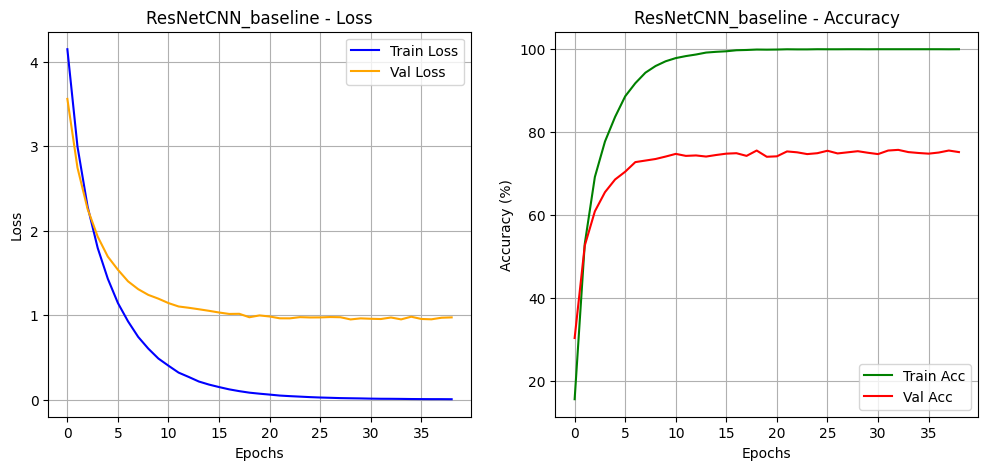 ResNetCNN_baseline - Loss
Train Loss
Val Loss
4
3
2
1
0
Loss
0 5 10 15 20 25 30 35
Epochs
ResNetCNN_baseline - Accuracy
100
80
60
40
20
Accuracy (%)
Train Acc
Val Acc
0 5 10 15 20 25 30 35
Epochs